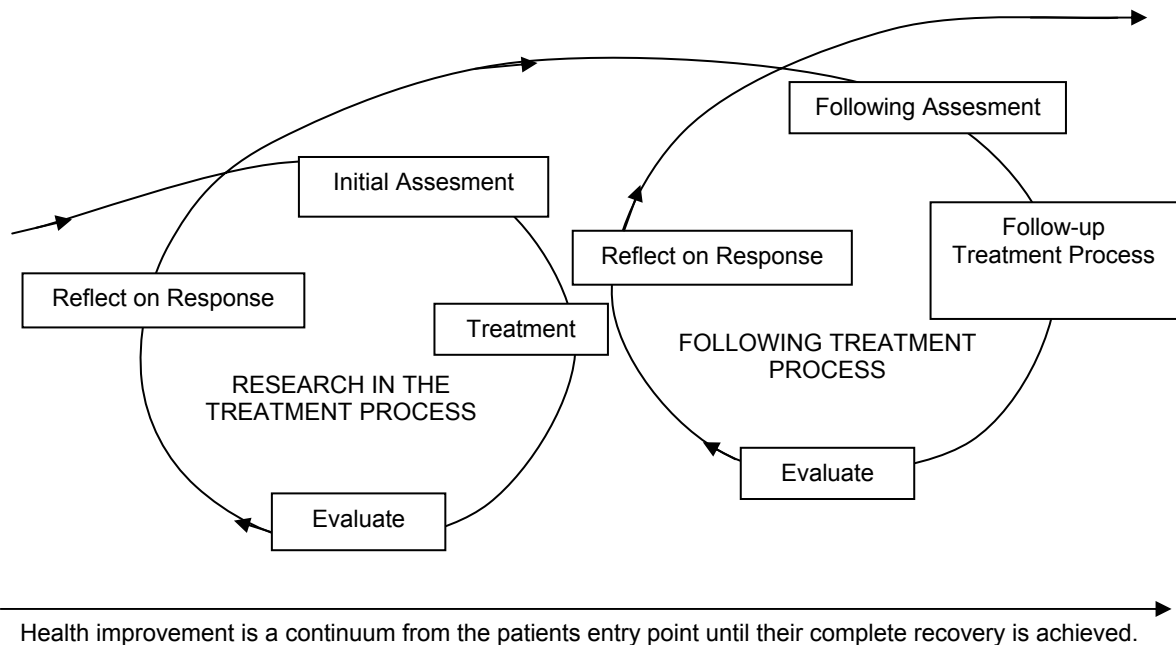 Following Assesment
Initial Assesment
Follow-up
Treatment Process
Reflect on Response
Reflect on Response
Treatment
FOLLOWING TREATMENT
PROCESS
RESEARCH IN THE
TREATMENT PROCESS
Evaluate
Evaluate
Health improvement is a continuum from the patients entry point until their complete recovery is achieved.